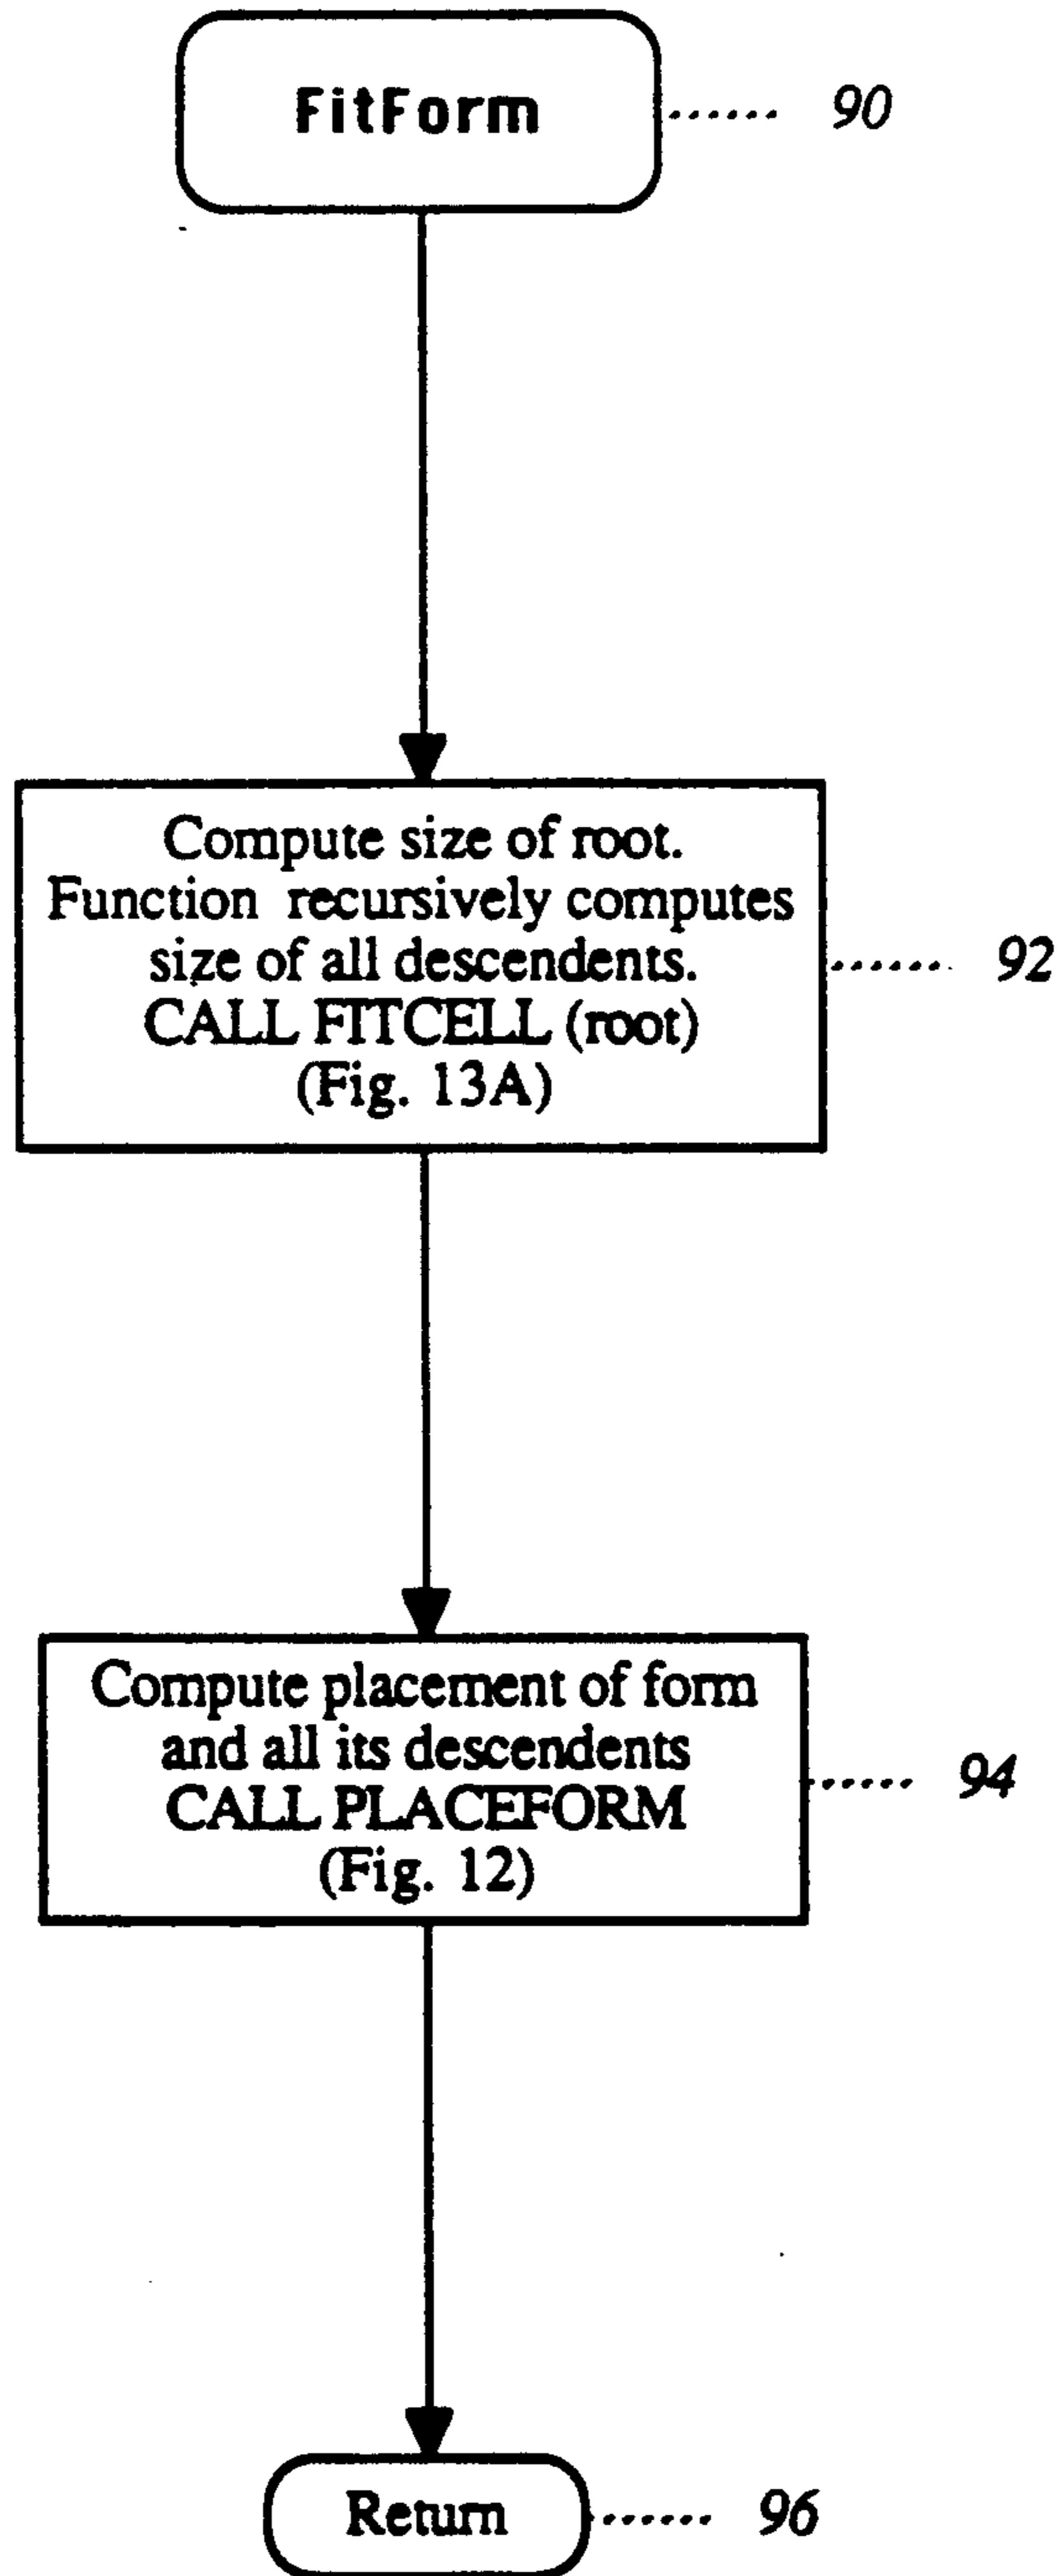 FitForm
90
Compute size of root.
Function recursively computes
size of all descendents.
CALL FITCELL (root)
(Fig. 13A)
92
Compute placement of form
and all its descendents
CALL PLACEFORM
(Fig. 12)
94
Return
96